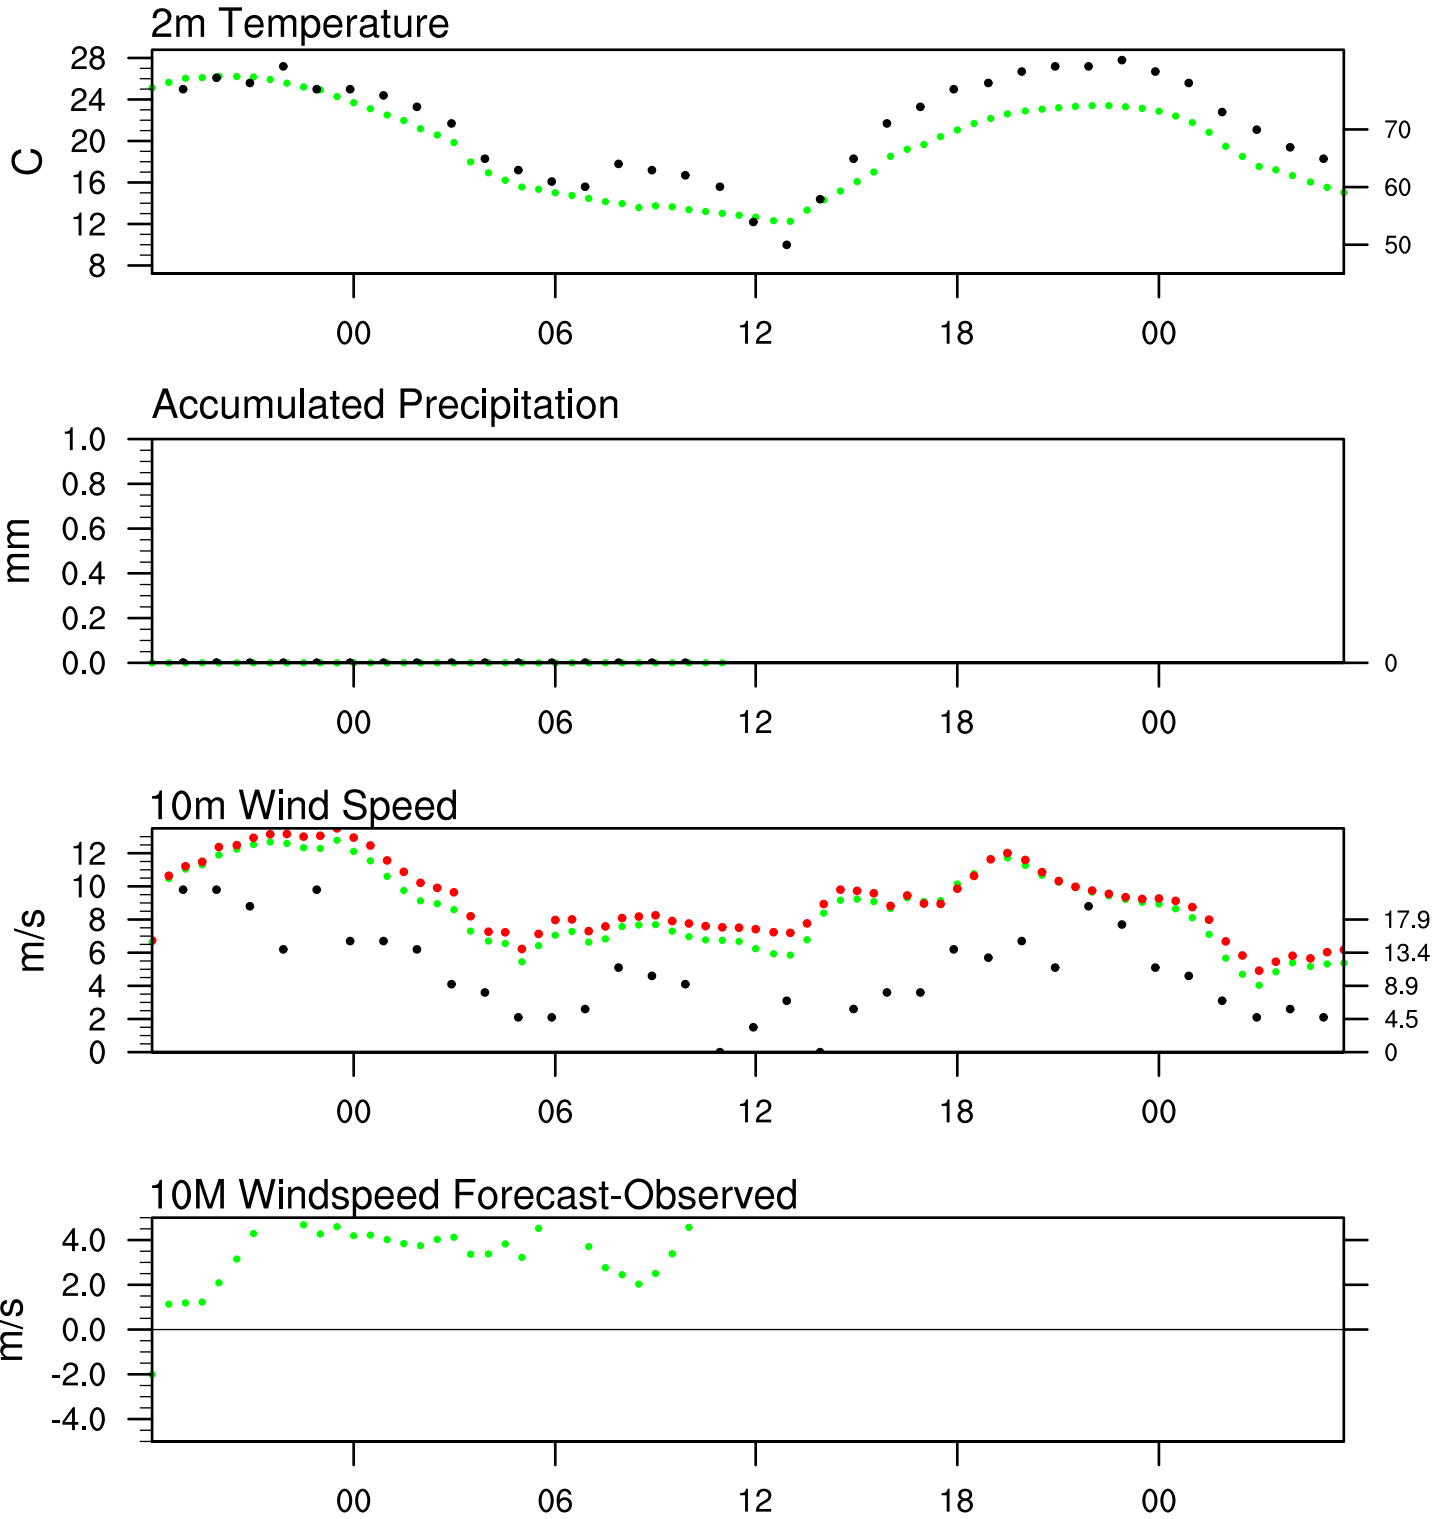 2m Temperature
28
24
20
16
12
8
C
70
60
50
00 06 12 18 00
Accumulated Precipitation
1.0
0.8
0.6
0.4
0.2
0.0
mm
0
00 06 12 18 00
10m Wind Speed
12
10
8
6
4
2
0
m/s
17.9
13.4
8.9
4.5
0
00 06 12 18 00
10M Windspeed Forecast-Observed
4.0
2.0
0.0
-2.0
-4.0
m/s
00 06 12 18 00